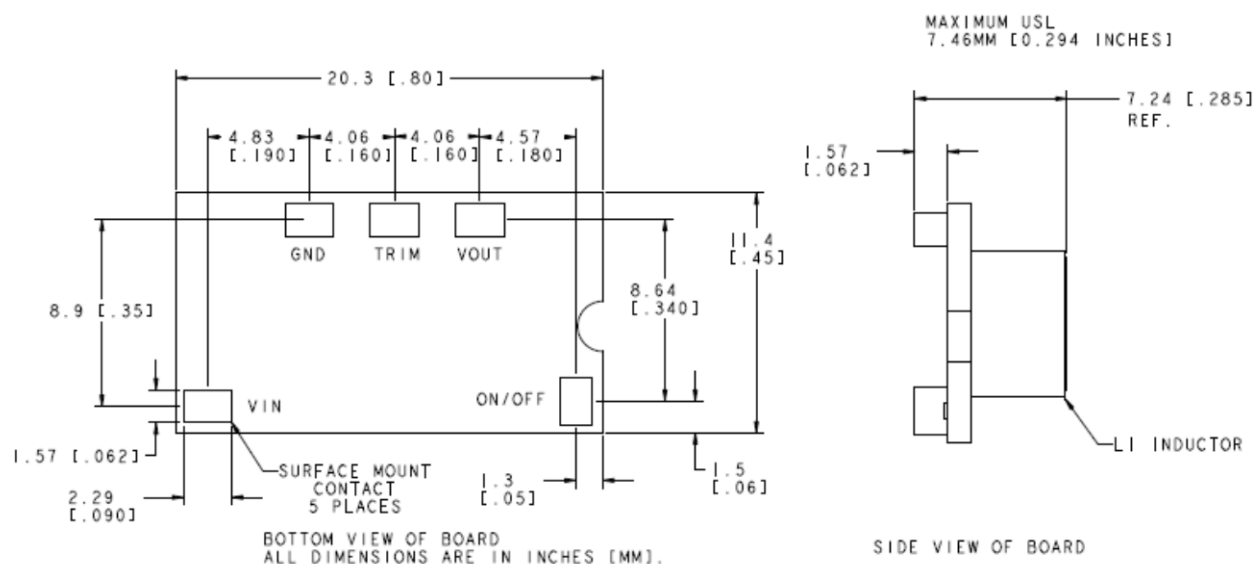 MAXIMUM USL
7.46MM [0.294 INCHES]
20.3 [.80]
7.24 [.285]
REF.
4.83
[.190]
4.06
[.160]
4.06
[.160]
4.57
[.180]
1.57
[.062]
GND
TRIM
VOUT
11.4
[.45]
8.9 [.35]
8.64
[.340]
VIN
ON/OFF
1.57 [.062]
SURFACE MOUNT
CONTACT
5 PLACES
2.29
[.090]
1.3
[.05]
1.5
[.06]
LI INDUCTOR
BOTTOM VIEW OF BOARD
ALL DIMENSIONS ARE IN INCHES [MM].
SIDE VIEW OF BOARD